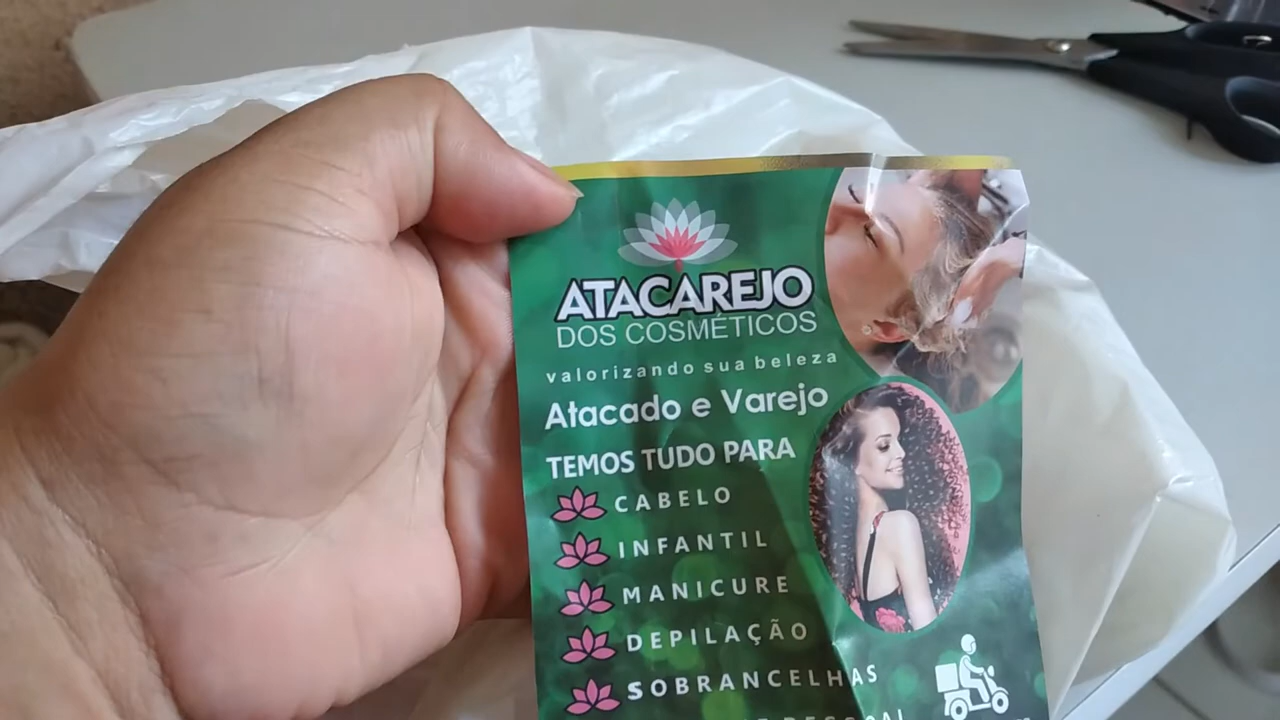 ATACAREJO
DOS COSMÉTICOS
valorizando sua beleza
Atacado e Varejo
TEMOS TUDO PARA
CABELO
INFANTIL
MANICURE
DEPILAÇÃO
SOBRANCELHAS